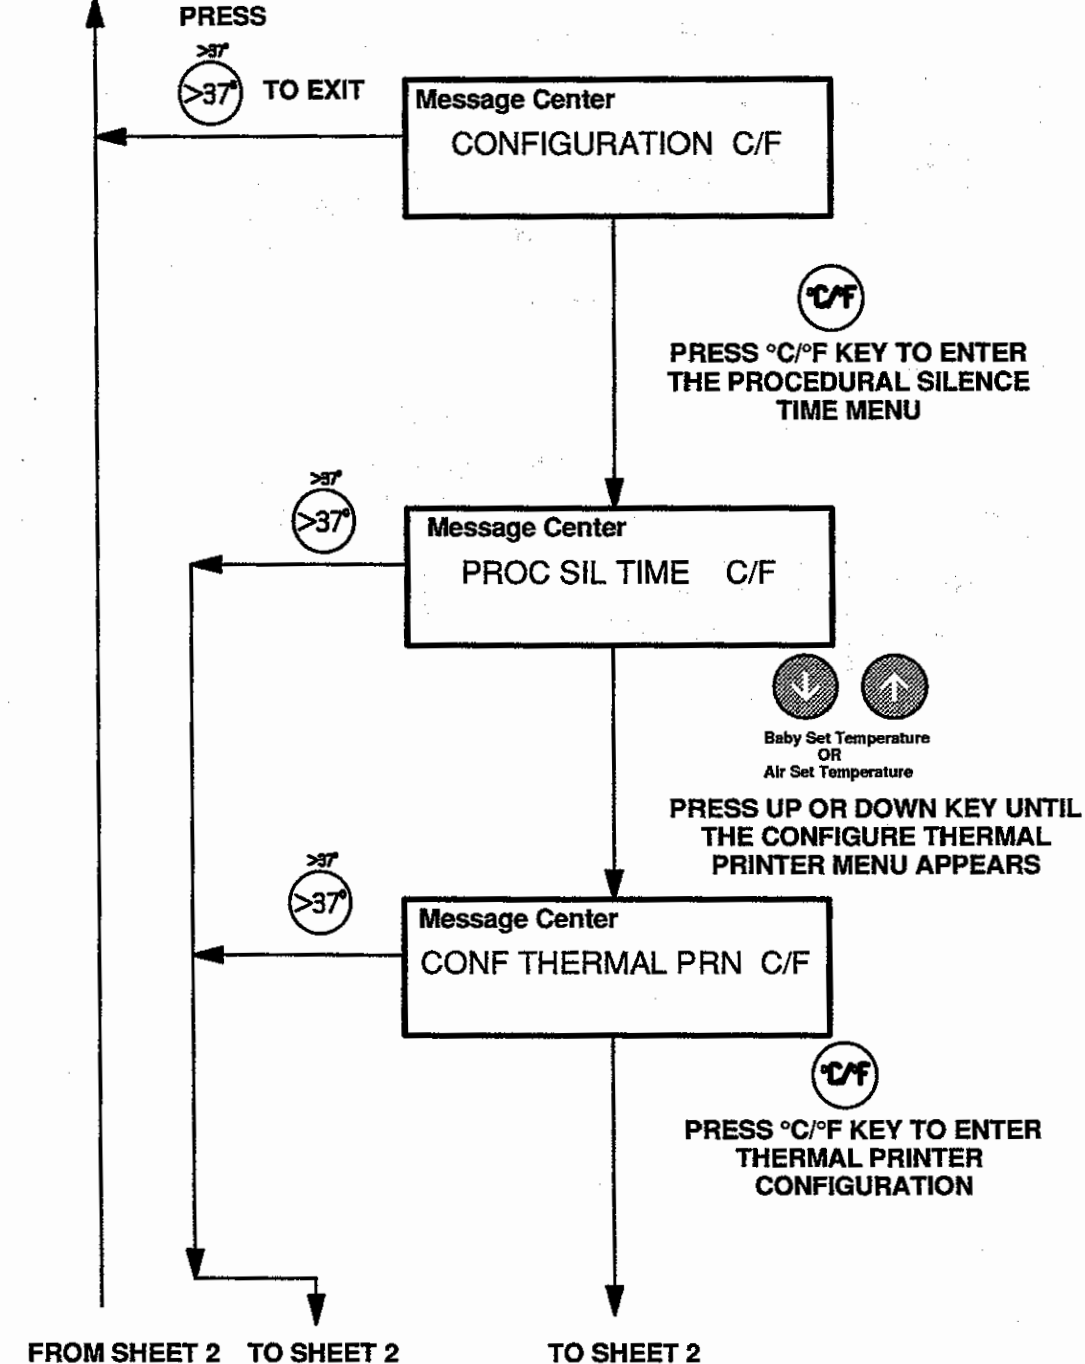 PRESS
>37°
>37° TO EXIT
Message Center
CONFIGURATION C/F
°C/°F
PRESS °C/°F KEY TO ENTER
THE PROCEDURAL SILENCE
TIME MENU
>37°
>37°
Message Center
PROC SIL TIME C/F
Baby Set Temperature
OR
Air Set Temperature
PRESS UP OR DOWN KEY UNTIL
THE CONFIGURE THERMAL
PRINTER MENU APPEARS
>37°
>37°
Message Center
CONF THERMAL PRN C/F
°C/°F
PRESS °C/°F KEY TO ENTER
THERMAL PRINTER
CONFIGURATION
FROM SHEET 2 TO SHEET 2 TO SHEET 2